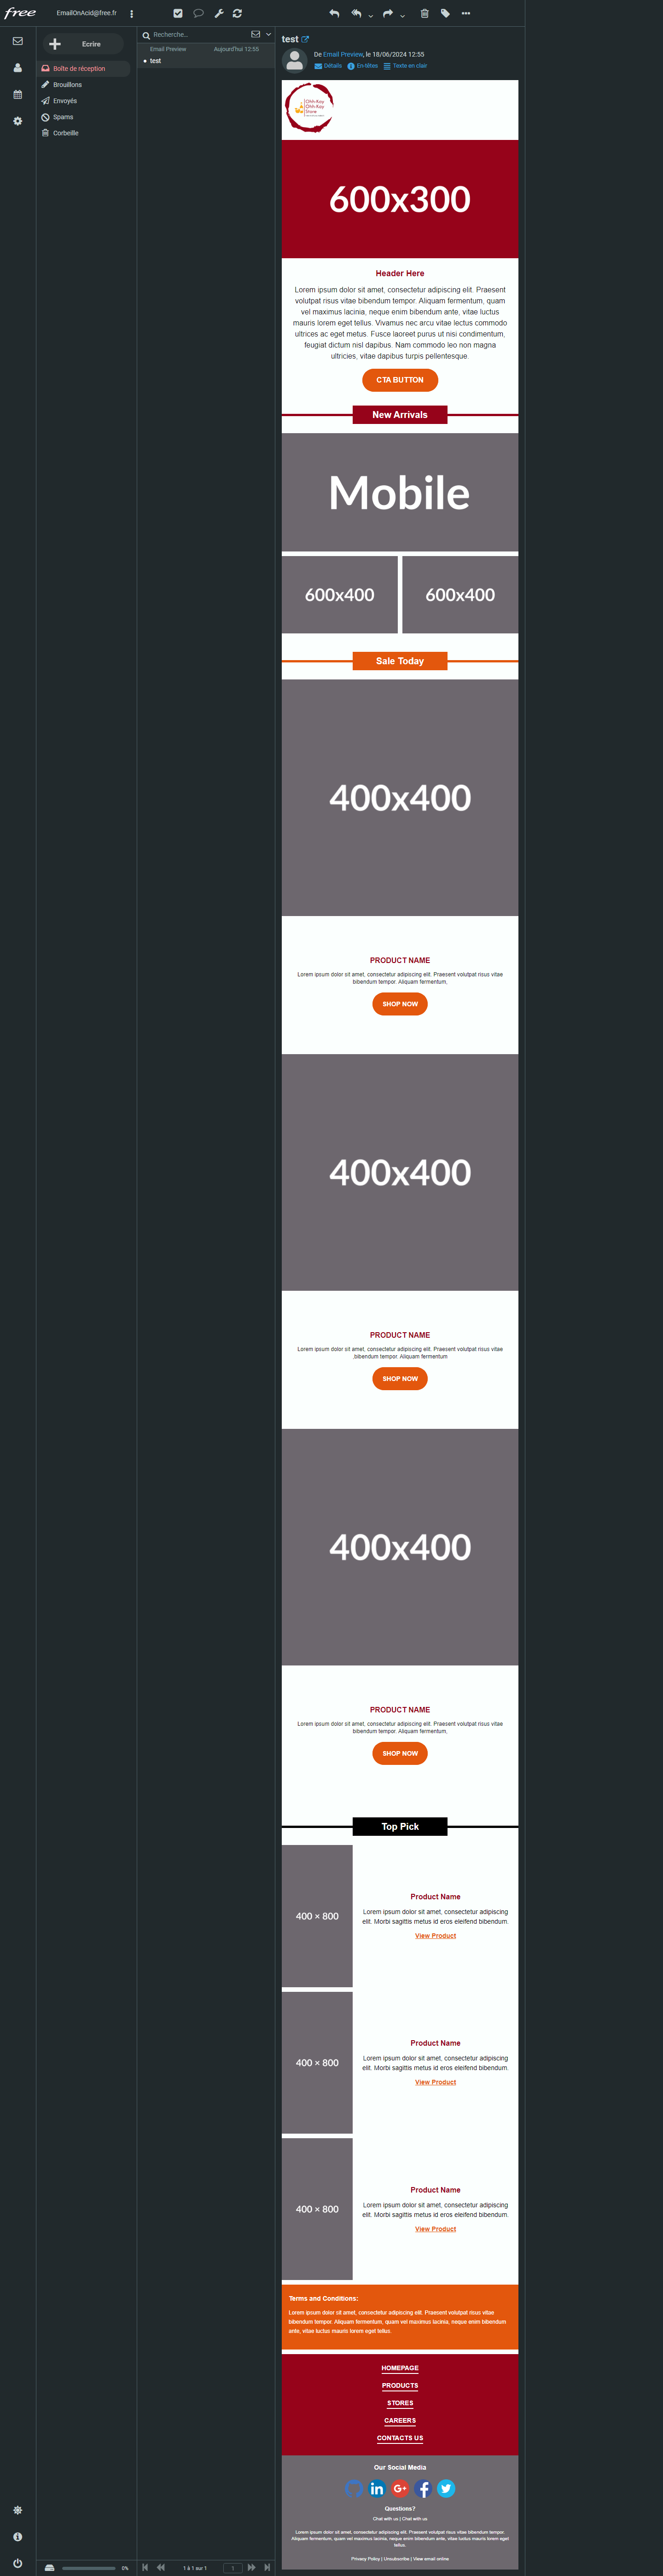 free
EmailOnAcid@free.fr
Ecrire
Boîte de réception
Brouillons
Envoyés
Spams
Corbeille
Recherche...
Email Preview Aujourd'hui 12:55
test
test
De Email Preview, le 18/06/2024 12:55
Détails En-têtes Texte en clair
Ohh Kay
Ohh Kay
Store
600x300
Header Here
Lorem ipsum dolor sit amet, consectetur adipiscing elit. Praesent
volutpat risus vitae bibendum tempor. Aliquam fermentum, quam
vel maximus lacinia, neque enim bibendum ante, vitae luctus
mauris lorem eget tellus. Vivamus nec arcu vitae lectus commodo
ultrices ac eget metus. Fusce laoreet purus ut nisi condimentum,
feugiat dictum nisl dapibus. Nam commodo leo non magna
ultricies, vitae dapibus turpis pellentesque.
CTA BUTTON
New Arrivals
Mobile
600x400 600x400
Sale Today
400x400
PRODUCT NAME
Lorem ipsum dolor sit amet, consectetur adipiscing elit. Praesent volutpat risus vitae
bibendum tempor. Aliquam fermentum,
SHOP NOW
400x400
PRODUCT NAME
Lorem ipsum dolor sit amet, consectetur adipiscing elit. Praesent volutpat risus vitae
,bibendum tempor. Aliquam fermentum
SHOP NOW
400x400
PRODUCT NAME
Lorem ipsum dolor sit amet, consectetur adipiscing elit. Praesent volutpat risus vitae
bibendum tempor. Aliquam fermentum,
SHOP NOW
Top Pick
400 × 800
Product Name
Lorem ipsum dolor sit amet, consectetur adipiscing
elit. Morbi sagittis metus id eros eleifend bibendum.
View Product
400 × 800
Product Name
Lorem ipsum dolor sit amet, consectetur adipiscing
elit. Morbi sagittis metus id eros eleifend bibendum.
View Product
400 × 800
Product Name
Lorem ipsum dolor sit amet, consectetur adipiscing
elit. Morbi sagittis metus id eros eleifend bibendum.
View Product
Terms and Conditions:
Lorem ipsum dolor sit amet, consectetur adipiscing elit. Praesent volutpat risus vitae
bibendum tempor. Aliquam fermentum, quam vel maximus lacinia, neque enim bibendum
ante, vitae luctus mauris lorem eget tellus.
HOMEPAGE
PRODUCTS
STORES
CAREERS
CONTACTS US
Our Social Media
Questions?
Chat with us | Chat with us
Lorem ipsum dolor sit amet, consectetur adipiscing elit. Praesent volutpat risus vitae bibendum tempor.
Aliquam fermentum, quam vel maximus lacinia, neque enim bibendum ante, vitae luctus mauris lorem eget
tellus.
Privacy Policy | Unsubscribe | View email online
0% 1 à 1 sur 1 1